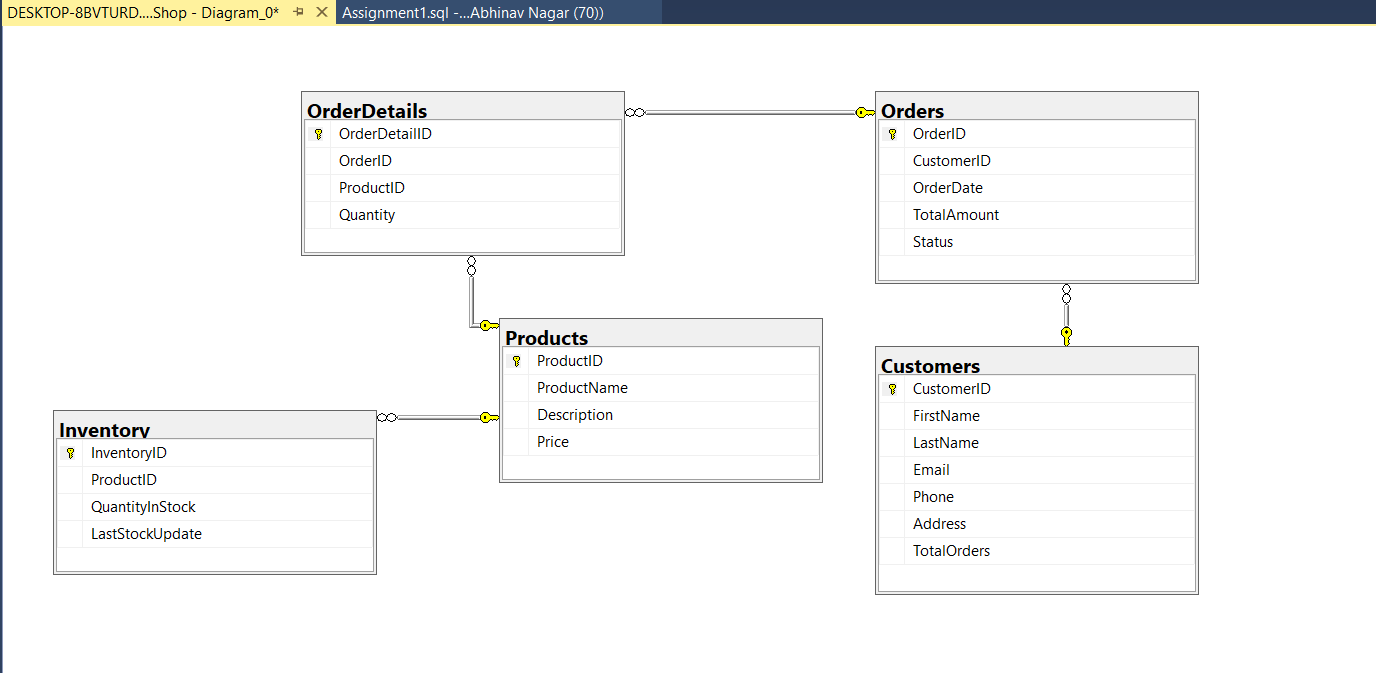 DESKTOP-8BVTURD....Shop - Diagram_0*
Assignment1.sql -...Abhinav Nagar (70))
OrderDetails
OrderDetailID
OrderID
ProductID
Quantity
Orders
OrderID
CustomerID
OrderDate
TotalAmount
Status
Products
ProductID
ProductName
Description
Price
Customers
CustomerID
FirstName
LastName
Email
Phone
Address
TotalOrders
Inventory
InventoryID
ProductID
QuantityInStock
LastStockUpdate